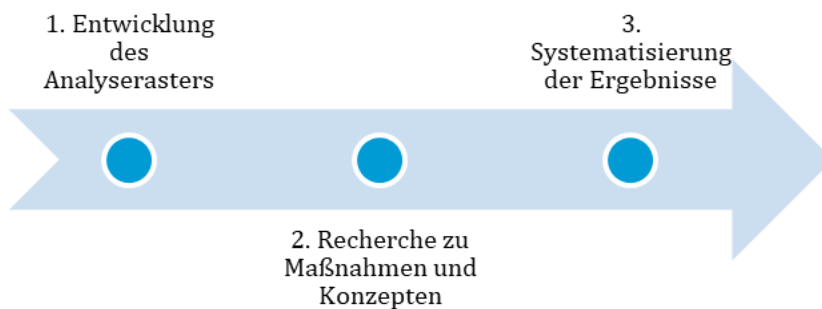 1. Entwicklung
des
Analyserasters
2. Recherche zu
Maßnahmen und
Konzepten
3.
Systematisierung
der Ergebnisse